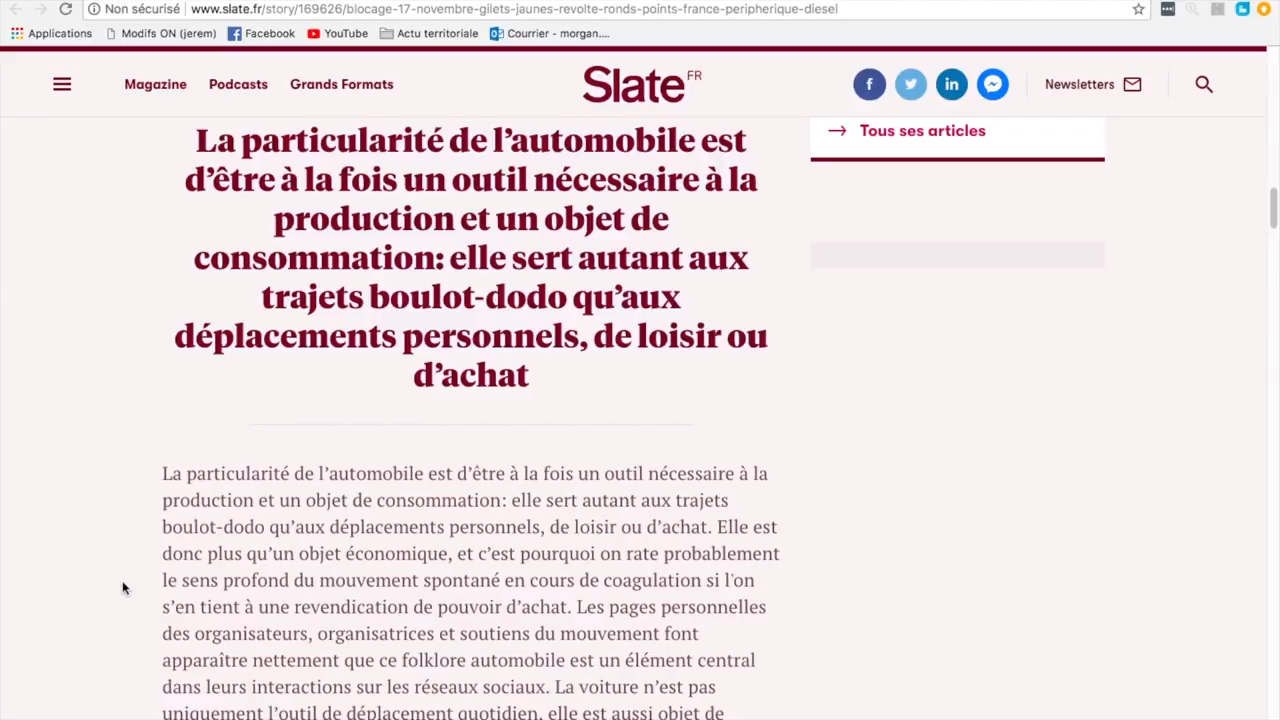 Non sécurisé | www.slate.fr/story/169626/blocage-17-novembre-gilets-jaunes-revolte-ronds-points-france-peripherique-diesel
Applications Modifs ON (jerem) Facebook YouTube Actu territoriale Courrier - morgan....
Magazine Podcasts Grands Formats Slate FR Newsletters
La particularité de l’automobile est
d’être à la fois un outil nécessaire à la
production et un objet de
consommation: elle sert autant aux
trajets boulot-dodo qu’aux
déplacements personnels, de loisir ou
d’achat
→ Tous ses articles
La particularité de l’automobile est d’être à la fois un outil nécessaire à la
production et un objet de consommation: elle sert autant aux trajets
boulot-dodo qu’aux déplacements personnels, de loisir ou d’achat. Elle est
donc plus qu’un objet économique, et c’est pourquoi on rate probablement
le sens profond du mouvement spontané en cours de coagulation si l'on
s’en tient à une revendication de pouvoir d’achat. Les pages personnelles
des organisateurs, organisatrices et soutiens du mouvement font
apparaître nettement que ce folklore automobile est un élément central
dans leurs interactions sur les réseaux sociaux. La voiture n’est pas
uniquement l’outil de déplacement quotidien, elle est aussi objet de